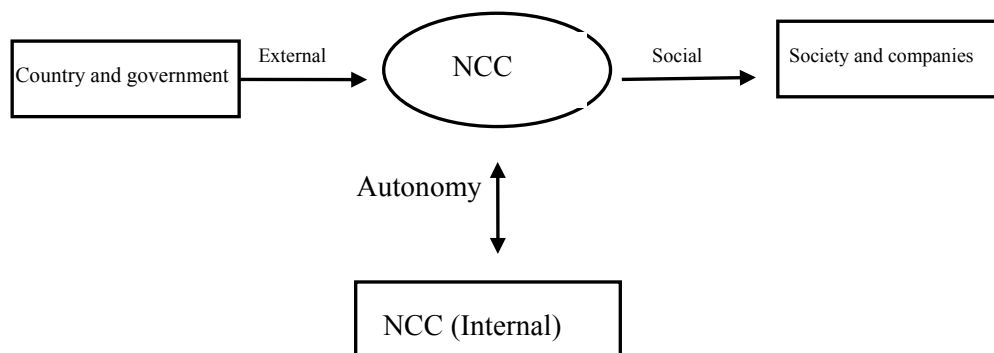 External
NCC
Social
Society and companies
Country and government
Autonomy
NCC (Internal)